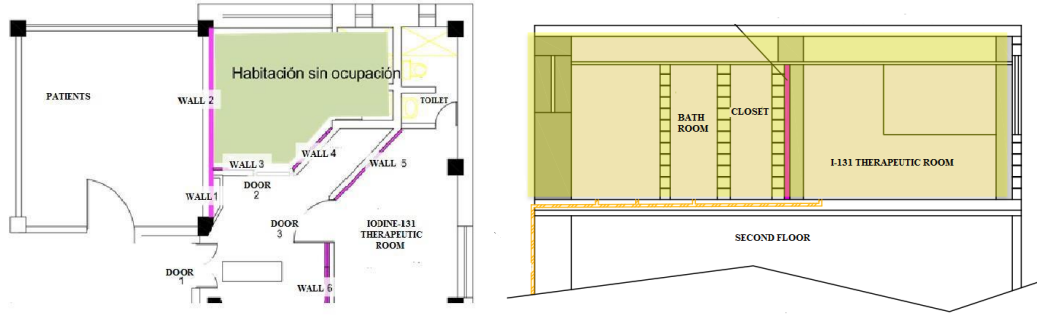 Habitación sin ocupación
PATIENTS
WALL 2
TOILET
WALL 3
WALL 4
WALL 5
WALL 1
DOOR
2
DOOR
3
IODINE-131
THERAPEUTIC
ROOM
DOOR
1
WALL 6
BATH
ROOM
CLOSET
I-131 THERAPEUTIC ROOM
SECOND FLOOR